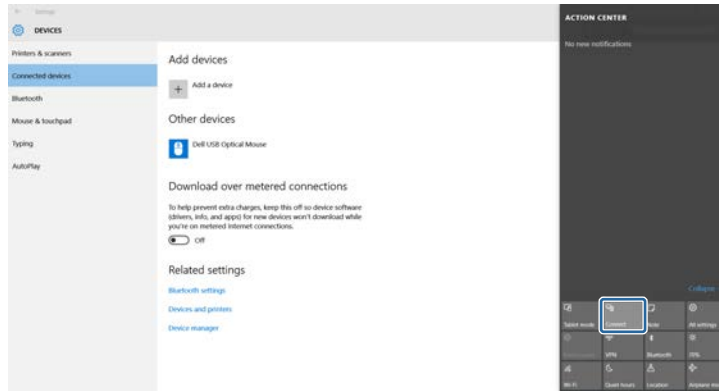 Settings
DEVICES
Printers & scanners
Connected devices
Bluetooth
Mouse & touchpad
Typing
AutoPlay
Add devices
Add a device
Other devices
Dell USB Optical Mouse
Download over metered connections
To help prevent extra charges, keep this off so device software
(drivers, info, and apps) for new devices won't download while
you're on metered Internet connections.
Off
Related settings
Bluetooth settings
Devices and printers
Device manager
ACTION CENTER
No new notifications
Collapse
Tablet mode
Connect
Note
All settings
VPN
Bluetooth
Wi-Fi
Quiet hours
Location
Airplane mo